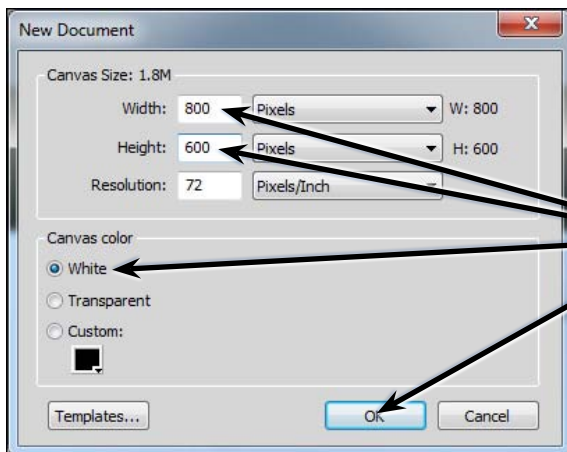 New Document
Canvas Size: 1.8M
Width: 800 Pixels W: 800
Height: 600 Pixels H: 600
Resolution: 72 Pixels/Inch
Canvas color
White
Transparent
Custom:
Templates... OK Cancel